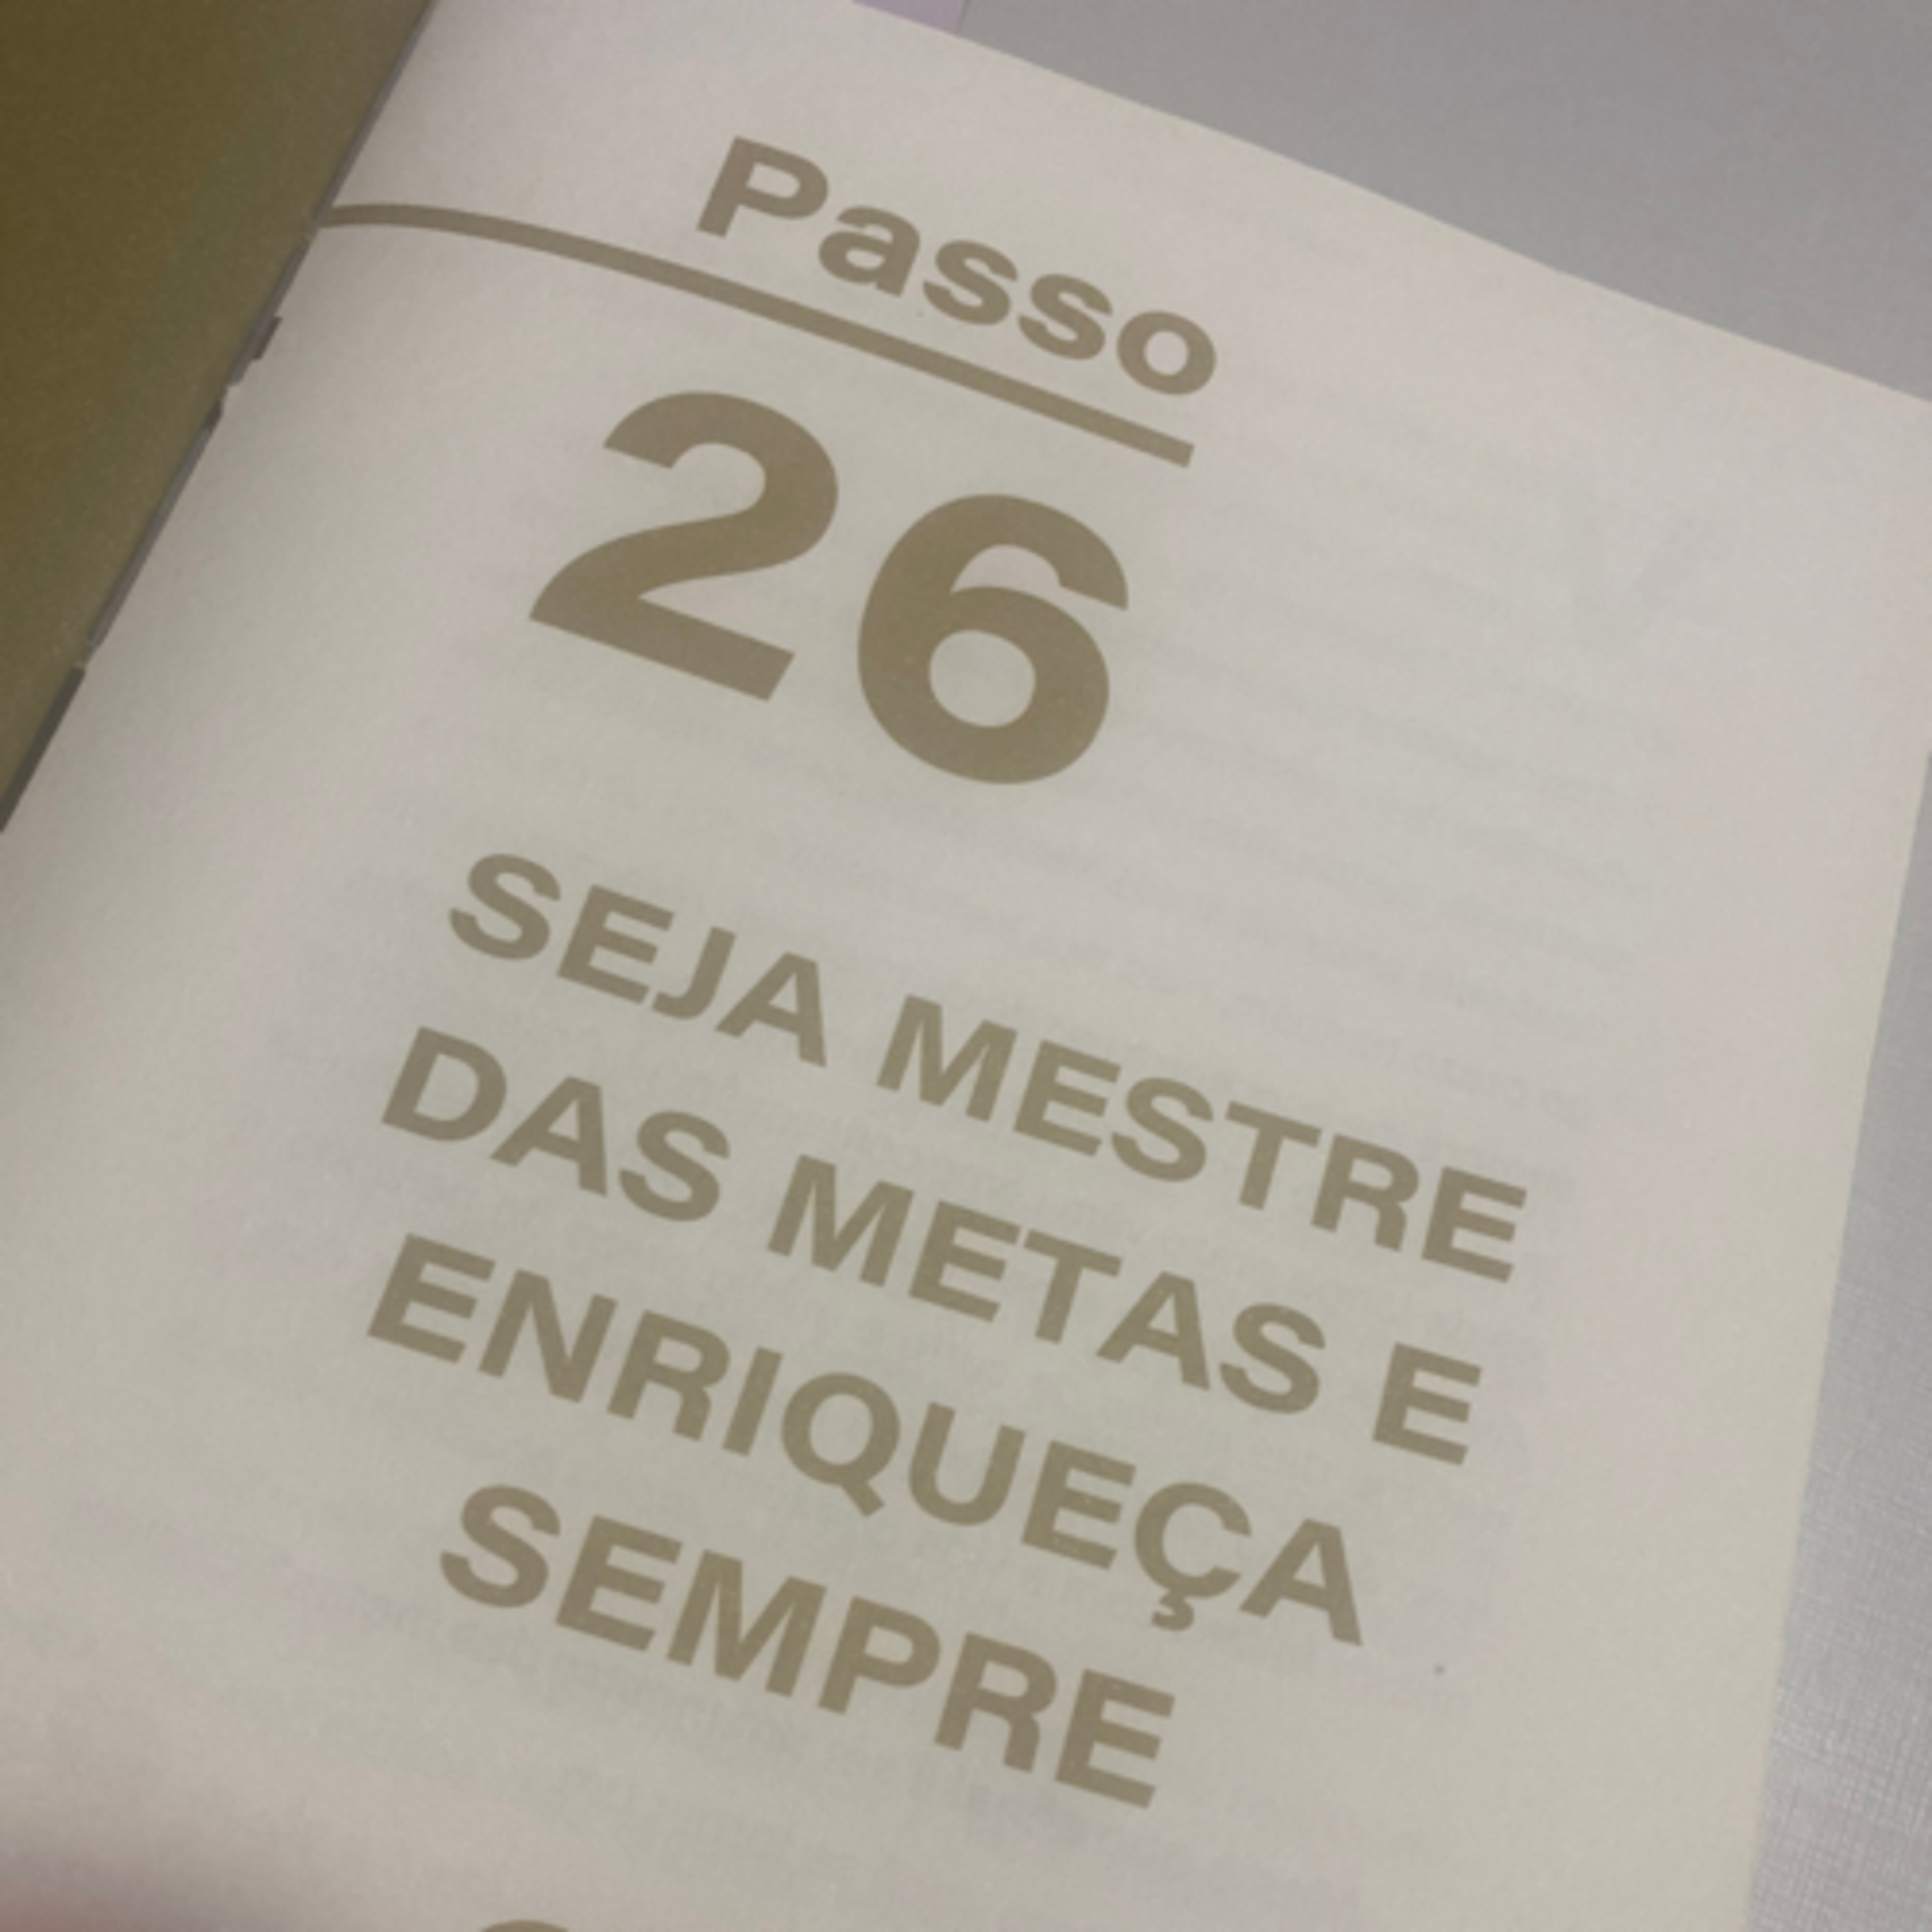 Passo
26
SEJA MESTRE
DAS METAS E
ENRIQUEÇA
SEMPRE